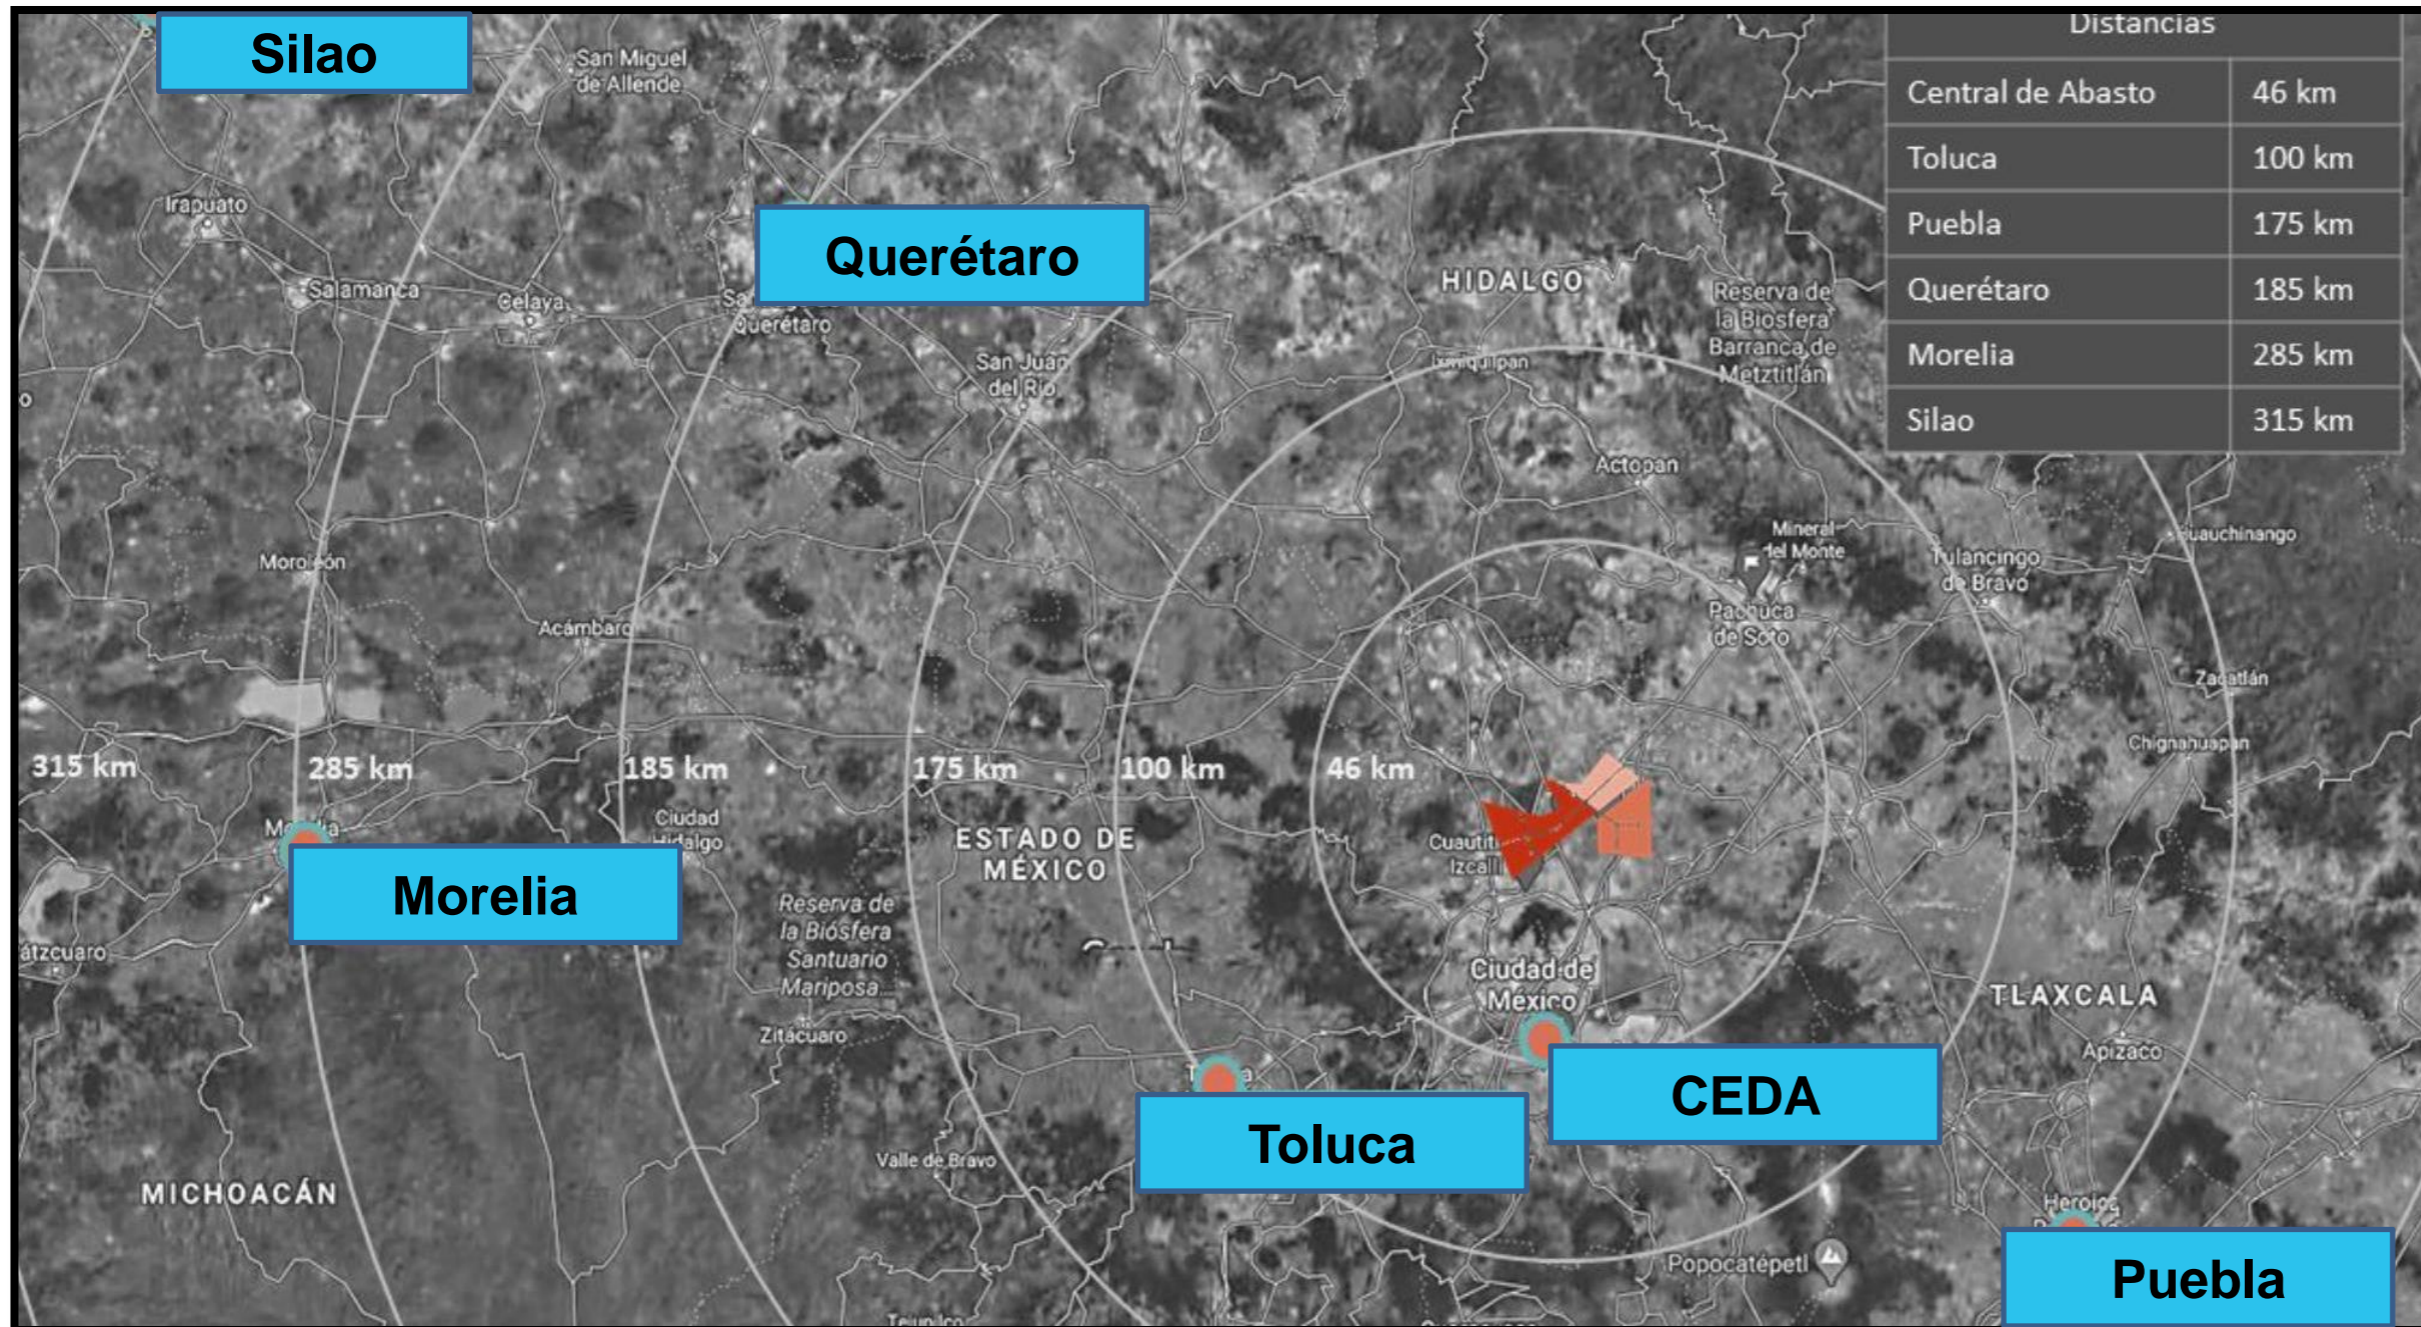 Silao
San Miguel
de Allende
Distancias
Central de Abasto 46 km
Toluca 100 km
Puebla 175 km
Querétaro 185 km
Morelia 285 km
Silao 315 km
Irapuato
Querétaro
Salamanca
Celaya
Querétaro
HIDALGO
Reserva de
la Biosfera
Barranca de
Metztitlán
San Juan
del Río
Ixmiquilpan
Actopan
Mineral
del Monte
Huauchinango
Tulancingo
de Bravo
Moroleón
Pachuca
de Soto
Acámbaro
Zacatlán
Chignahuapan
315 km
285 km
185 km
175 km
100 km
46 km
Ciudad
Hidalgo
ESTADO DE
MÉXICO
Izcalli
Morelia
Reserva de
la Biósfera
Santuario
Mariposa...
átzcuaro
Ciudad de
México
TLAXCALA
Zitácuaro
Apizaco
CEDA
Toluca
Valle de Bravo
MICHOACÁN
Popocatépetl
Puebla